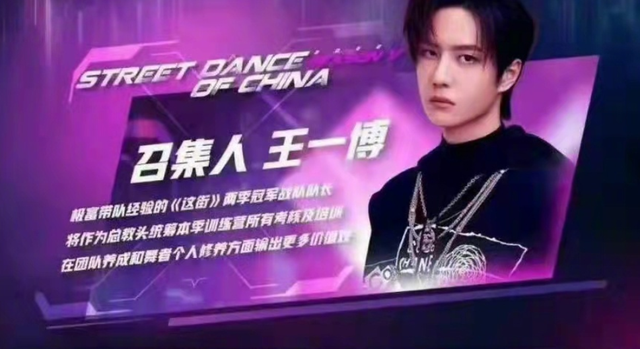 STREET DANCE
OF CHINA
召集人 王一博
极富带队经验的《这街》两季冠军战队队长
将作为总教头统筹本季训练营所有考核及培训
在团队养成和舞者个人修养方面输出更多价值观